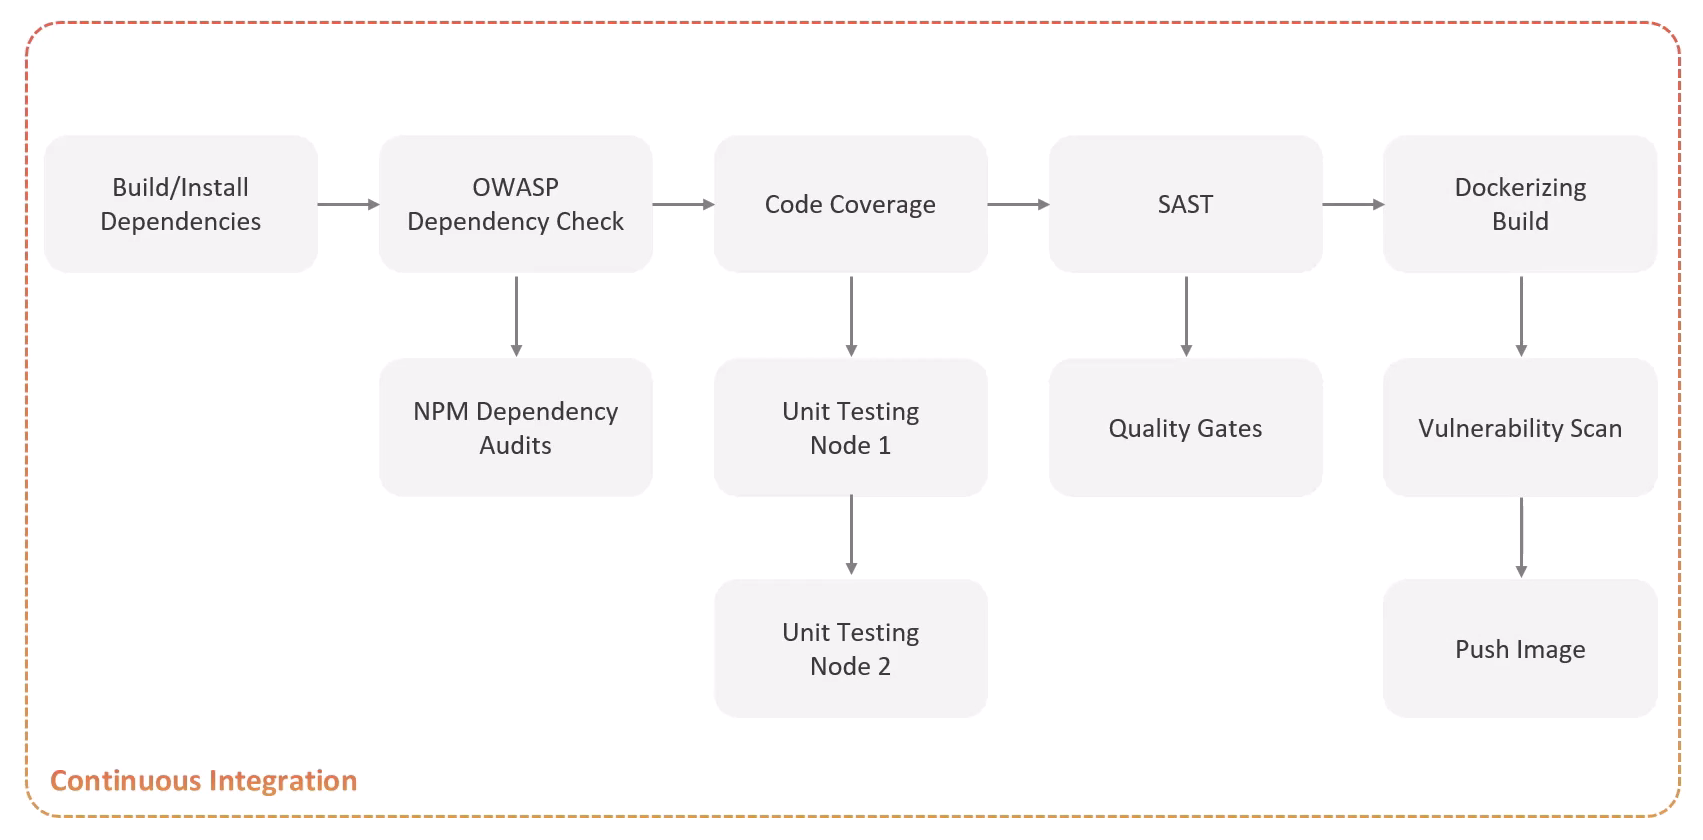 Build/Install
Dependencies
OWASP
Dependency Check
Code Coverage
SAST
Dockerizing
Build
NPM Dependency
Audits
Unit Testing
Node 1
Quality Gates
Vulnerability Scan
Unit Testing
Node 2
Push Image
Continuous Integration